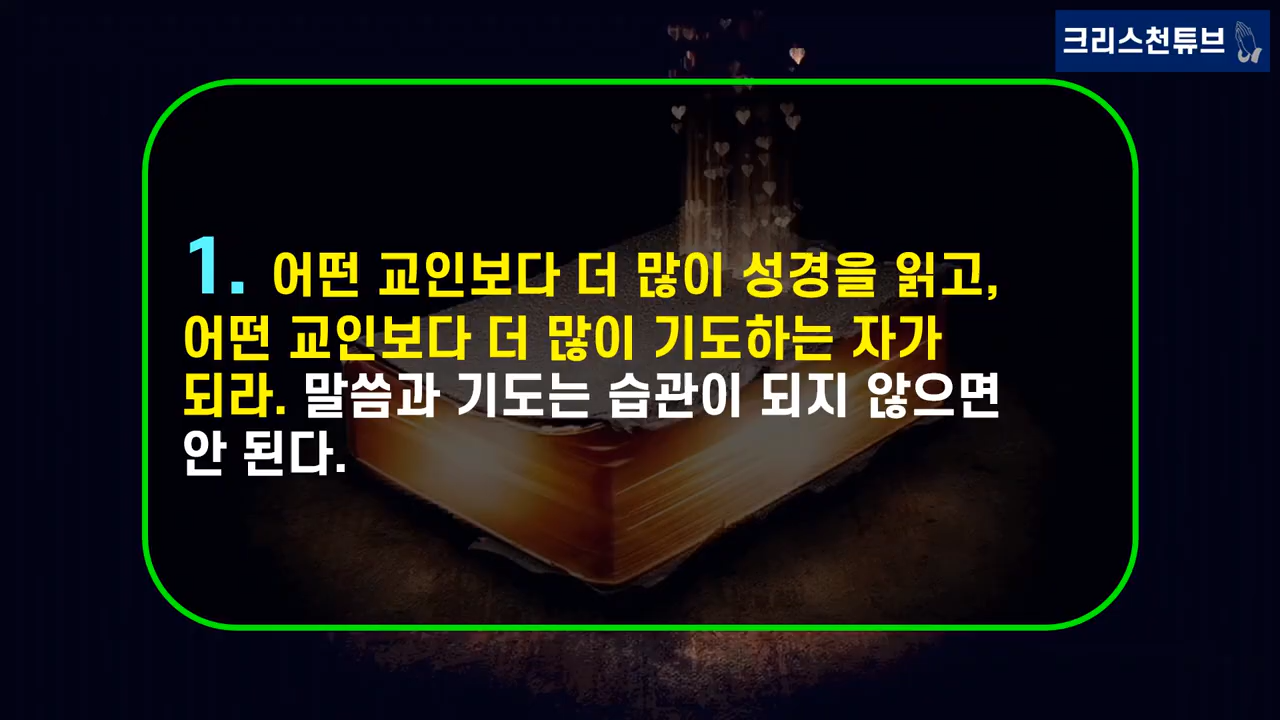 크리스천튜브
1. 어떤 교인보다 더 많이 성경을 읽고,
어떤 교인보다 더 많이 기도하는 자가
되라. 말씀과 기도는 습관이 되지 않으면
안 된다.